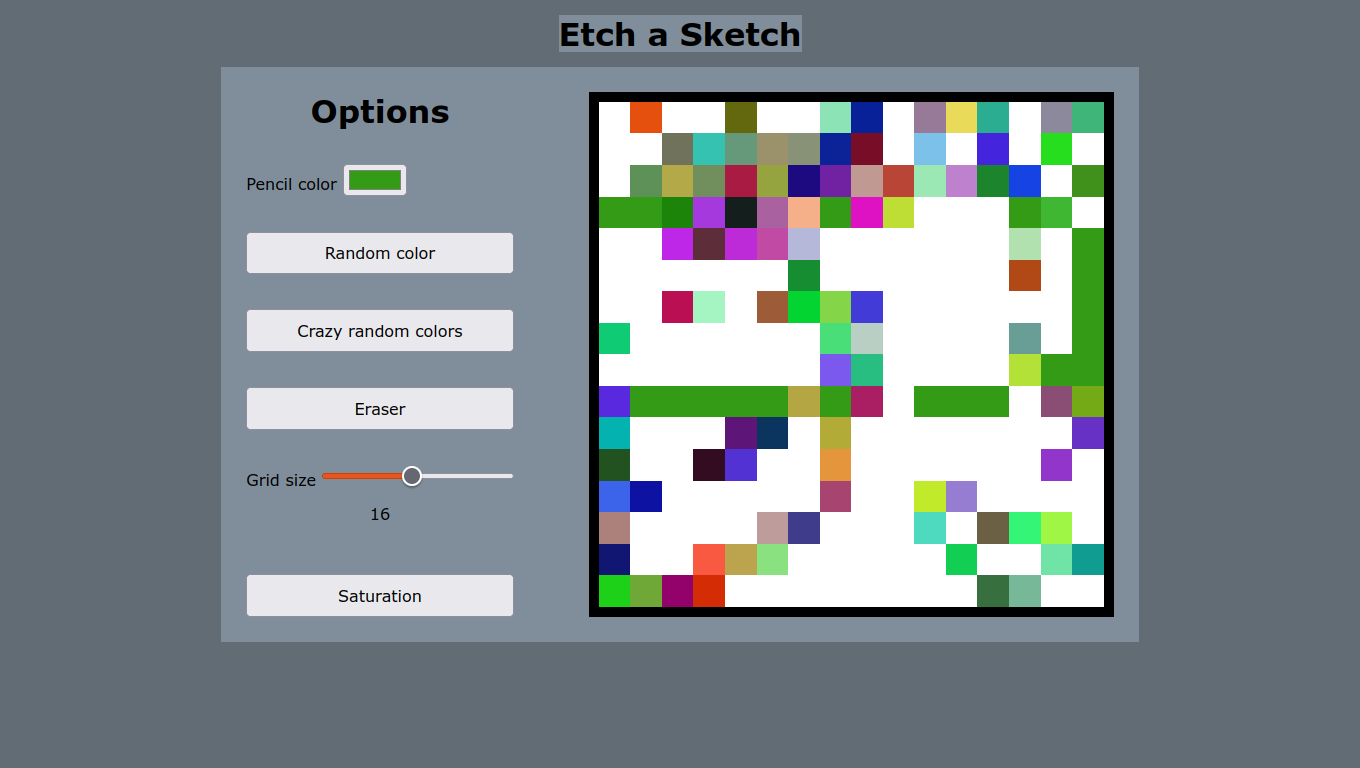 Etch a Sketch
Options
Pencil color
Random color
Crazy random colors
Eraser
Grid size
16
Saturation